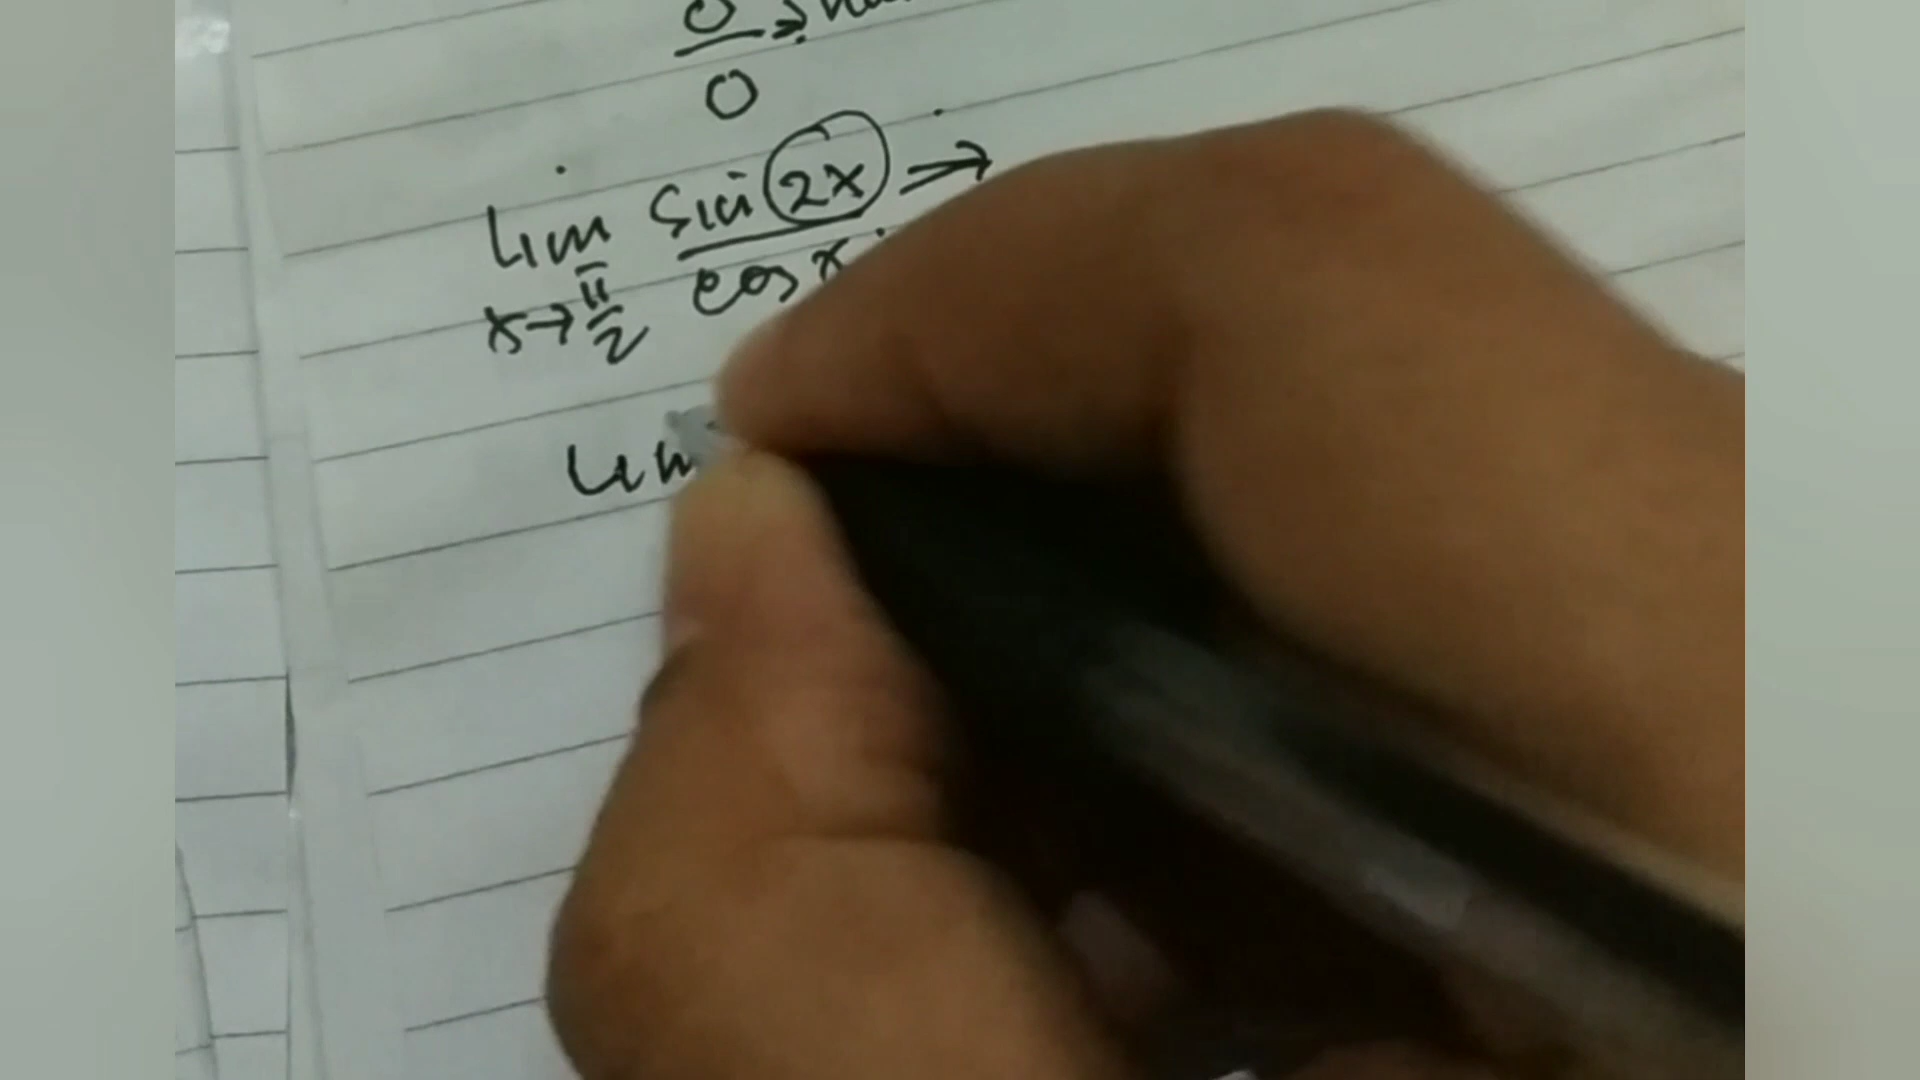 0
0
lim sin 2x →
x→π/2 cos x
lim